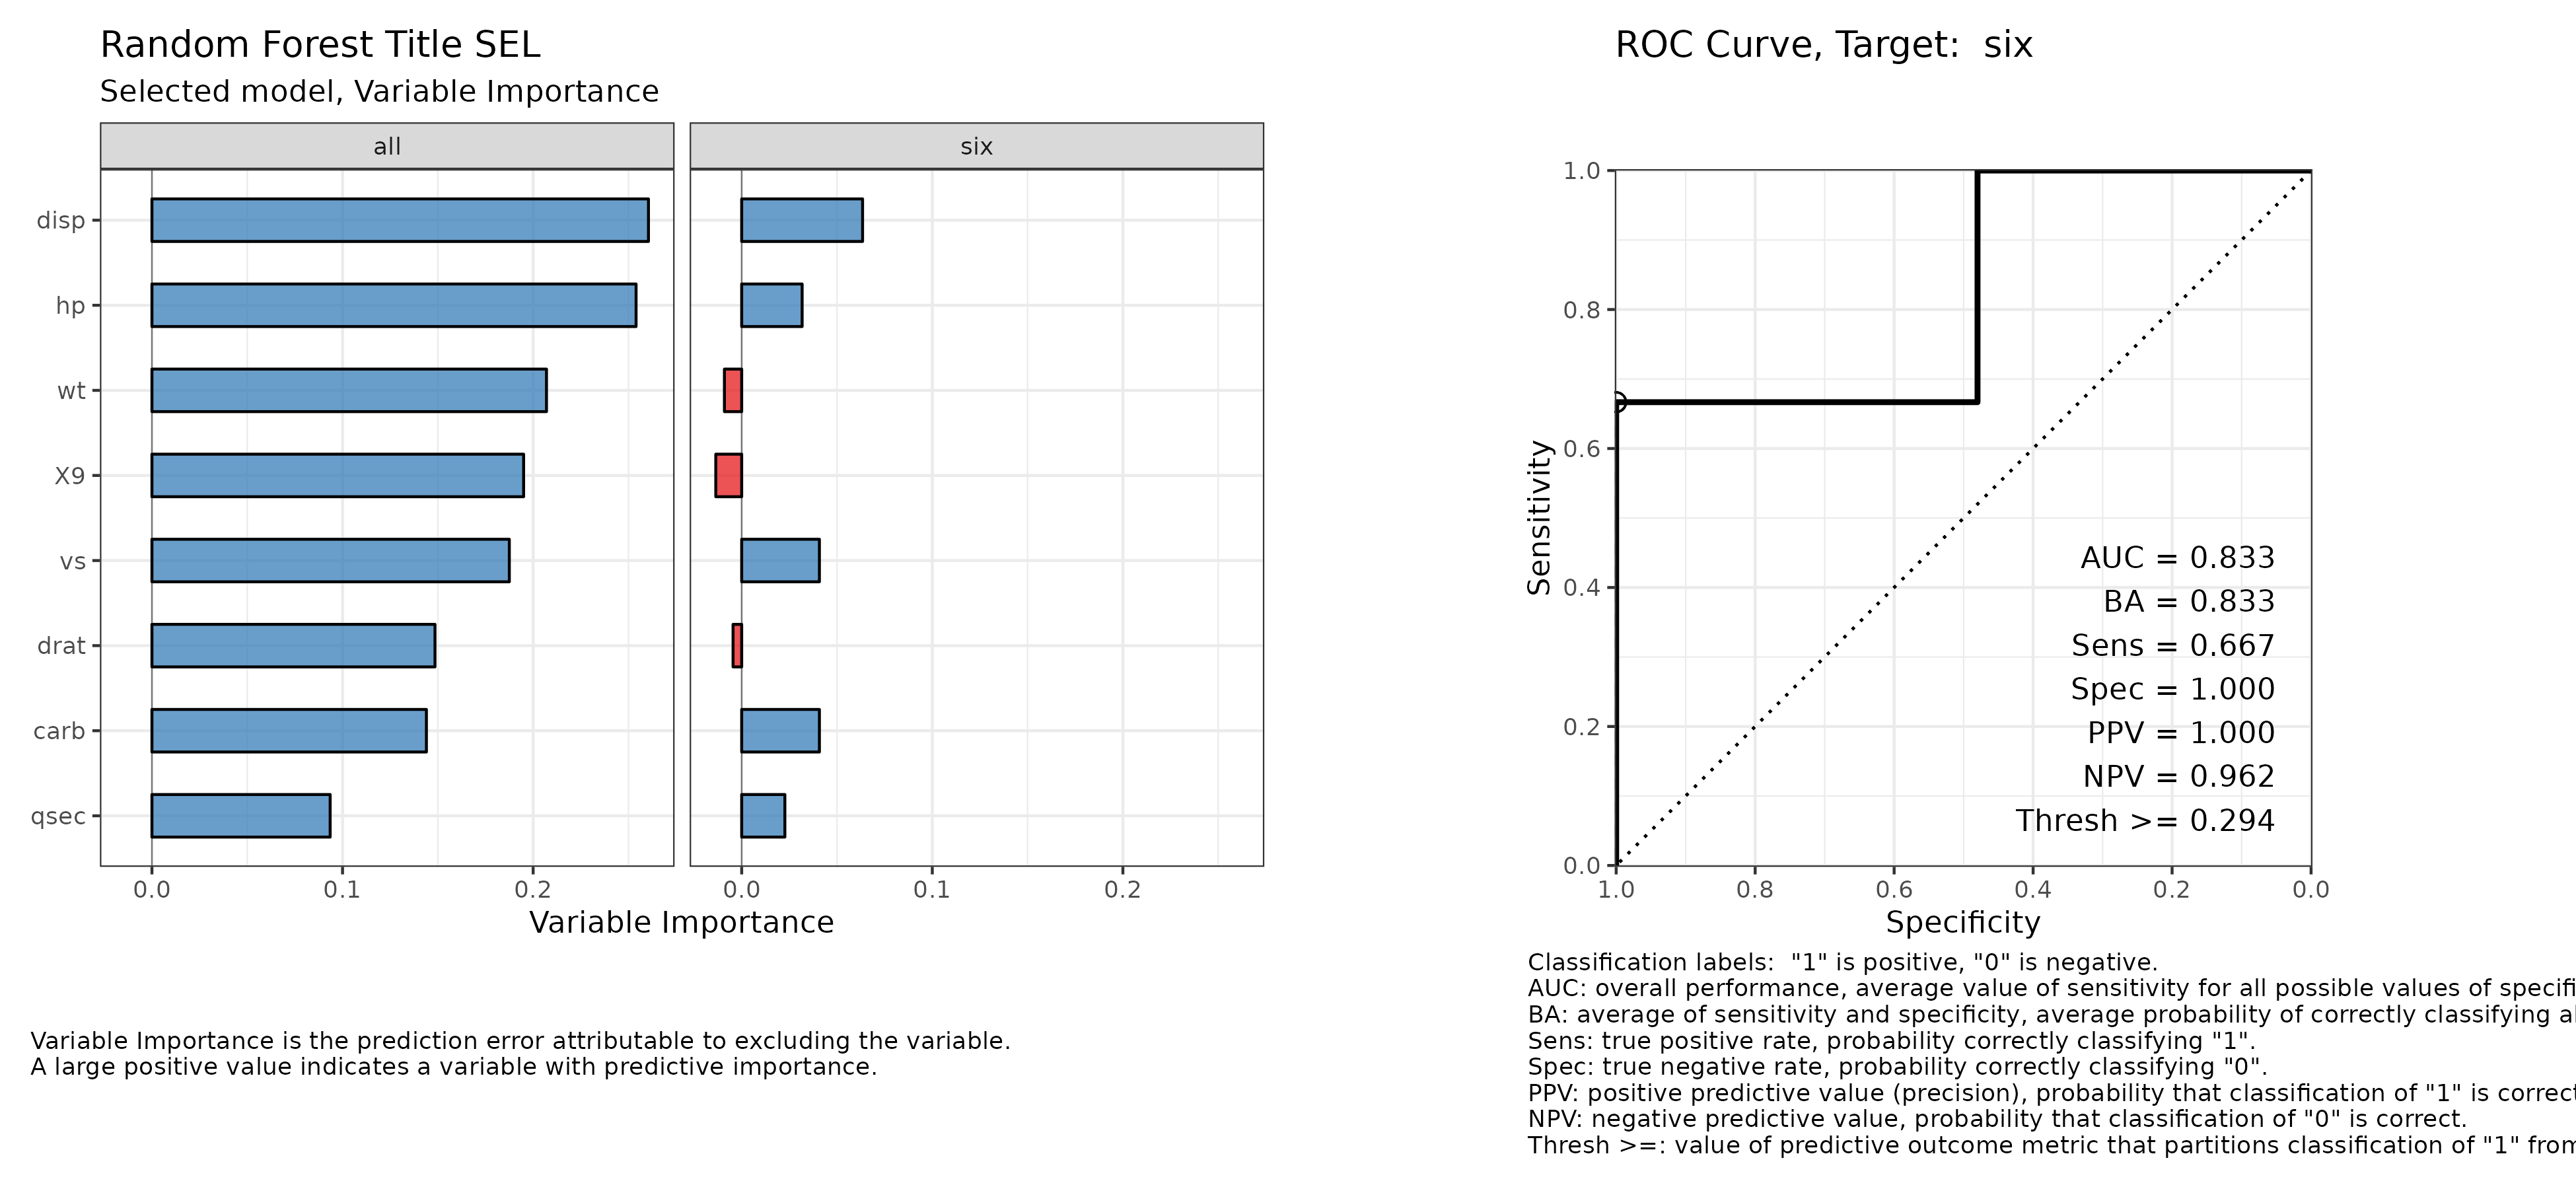 Random Forest Title SEL
Selected model, Variable Importance
all
six
disp
hp
wt
X9
vs
drat
carb
qsec
0.0 0.1 0.2
0.0 0.1 0.2
Variable Importance
Variable Importance is the prediction error attributable to excluding the variable.
A large positive value indicates a variable with predictive importance.
ROC Curve, Target:  six
Sensitivity
1.0
0.8
0.6
0.4
0.2
0.0
AUC = 0.833
BA = 0.833
Sens = 0.667
Spec = 1.000
PPV = 1.000
NPV = 0.962
Thresh >= 0.294
1.0 0.8 0.6 0.4 0.2 0.0
Specificity
Classification labels:  "1" is positive, "0" is negative.
AUC: overall performance, average value of sensitivity for all possible values of specifi
BA: average of sensitivity and specificity, average probability of correctly classifying a
Sens: true positive rate, probability correctly classifying "1".
Spec: true negative rate, probability correctly classifying "0".
PPV: positive predictive value (precision), probability that classification of "1" is correct
NPV: negative predictive value, probability that classification of "0" is correct.
Thresh >=: value of predictive outcome metric that partitions classification of "1" from